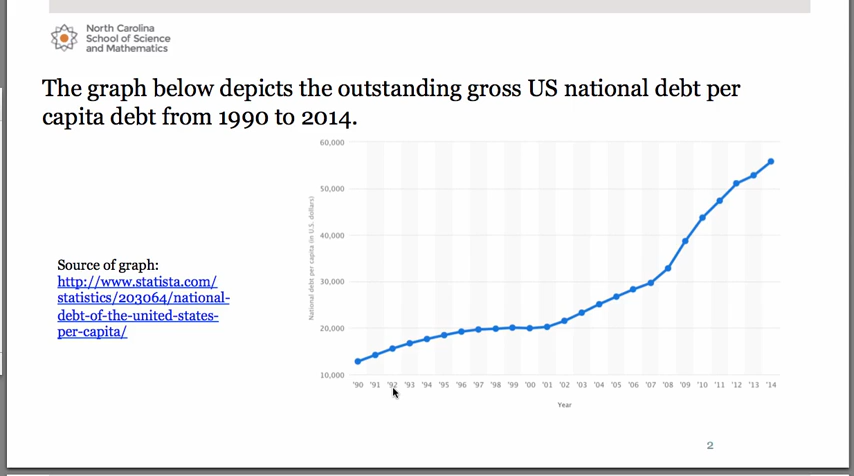 North Carolina
School of Science
and Mathematics
The graph below depicts the outstanding gross US national debt per
capita debt from 1990 to 2014.
Source of graph:
http://www.statista.com/
statistics/203064/national-
debt-of-the-united-states-
per-capita/
National debt per capita (in U.S. dollars)
60,000
50,000
40,000
30,000
20,000
10,000
'90 '91 '92 '93 '94 '95 '96 '97 '98 '99 '00 '01 '02 '03 '04 '05 '06 '07 '08 '09 '10 '11 '12 '13 '14
Year
2